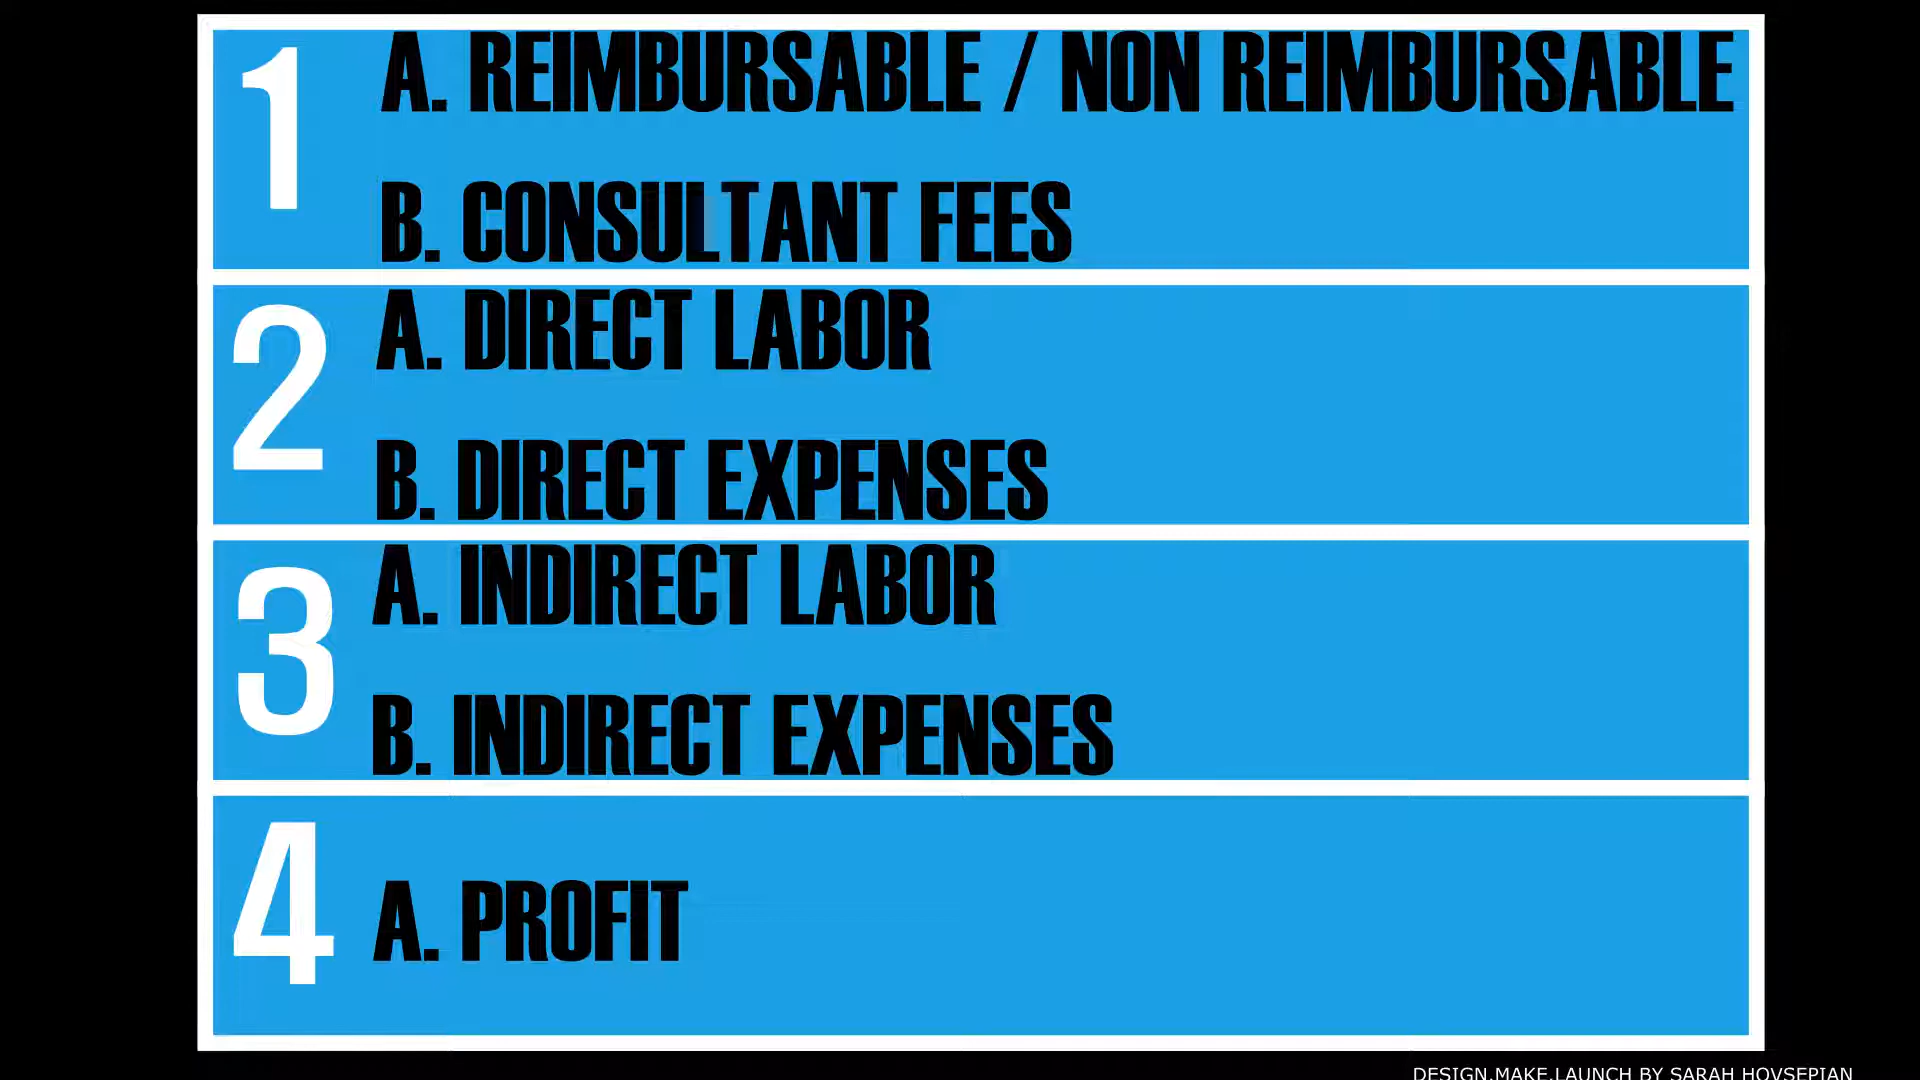 1
A. REIMBURSABLE / NON REIMBURSABLE
B. CONSULTANT FEES
2
A. DIRECT LABOR
B. DIRECT EXPENSES
3
A. INDIRECT LABOR
B. INDIRECT EXPENSES
4
A. PROFIT
DESIGN.MAKE.LAUNCH BY SARAH HOVSEPIAN